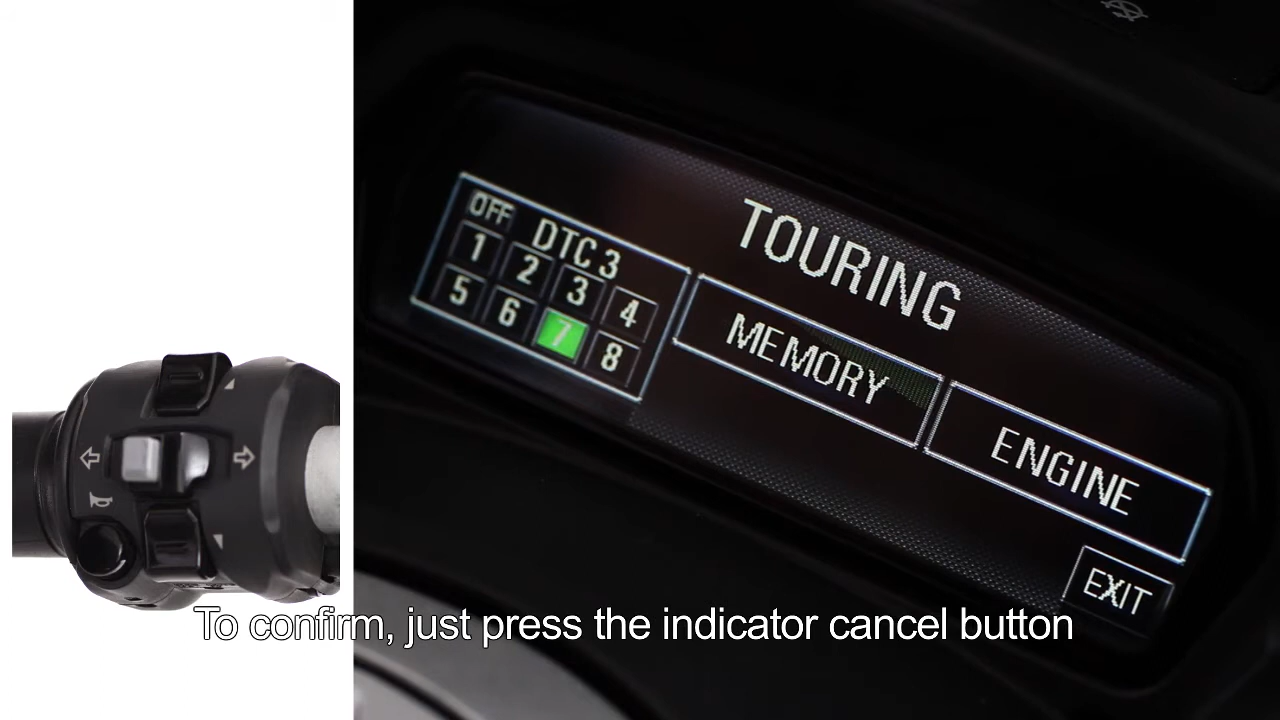 TOURING
OFF
DTC 3
1 2 3 4
5 6 7 8
MEMORY
ENGINE
EXIT
To confirm, just press the indicator cancel button